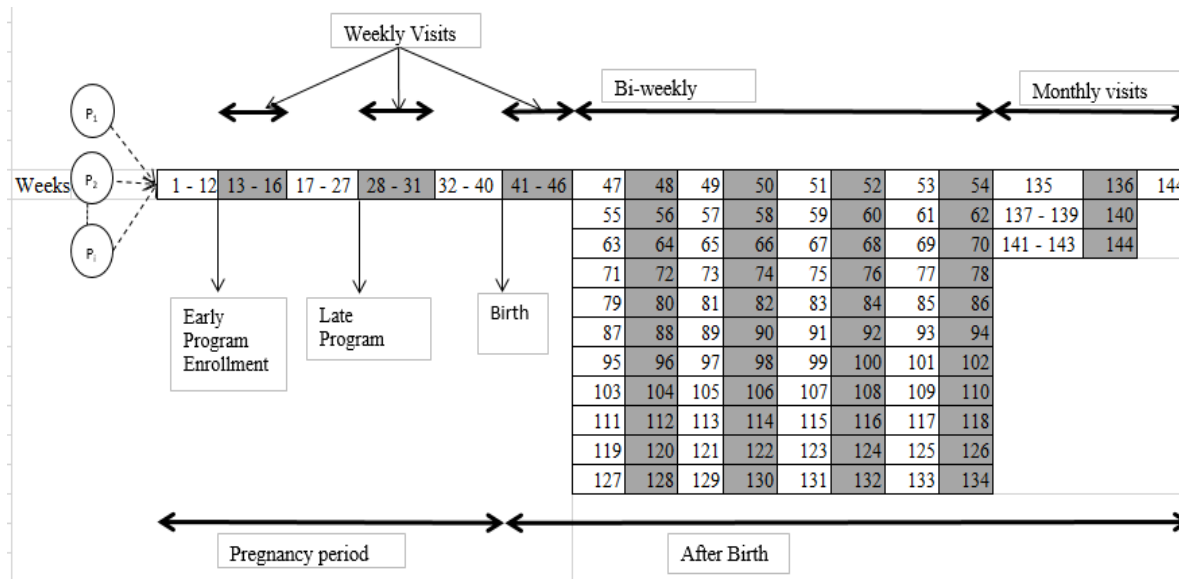 Weekly Visits
Bi-weekly
Monthly visits
P1
P2
Pi
Weeks
1 - 12 13 - 16 17 - 27 28 - 31 32 - 40 41 - 46 47 48 49 50 51 52 53 54 135 136 144
55 56 57 58 59 60 61 62 137 - 139 140
63 64 65 66 67 68 69 70 141 - 143 144
71 72 73 74 75 76 77 78
79 80 81 82 83 84 85 86
87 88 89 90 91 92 93 94
95 96 97 98 99 100 101 102
103 104 105 106 107 108 109 110
111 112 113 114 115 116 117 118
119 120 121 122 123 124 125 126
127 128 129 130 131 132 133 134
Early
Program
Enrollment
Late
Program
Birth
Pregnancy period
After Birth